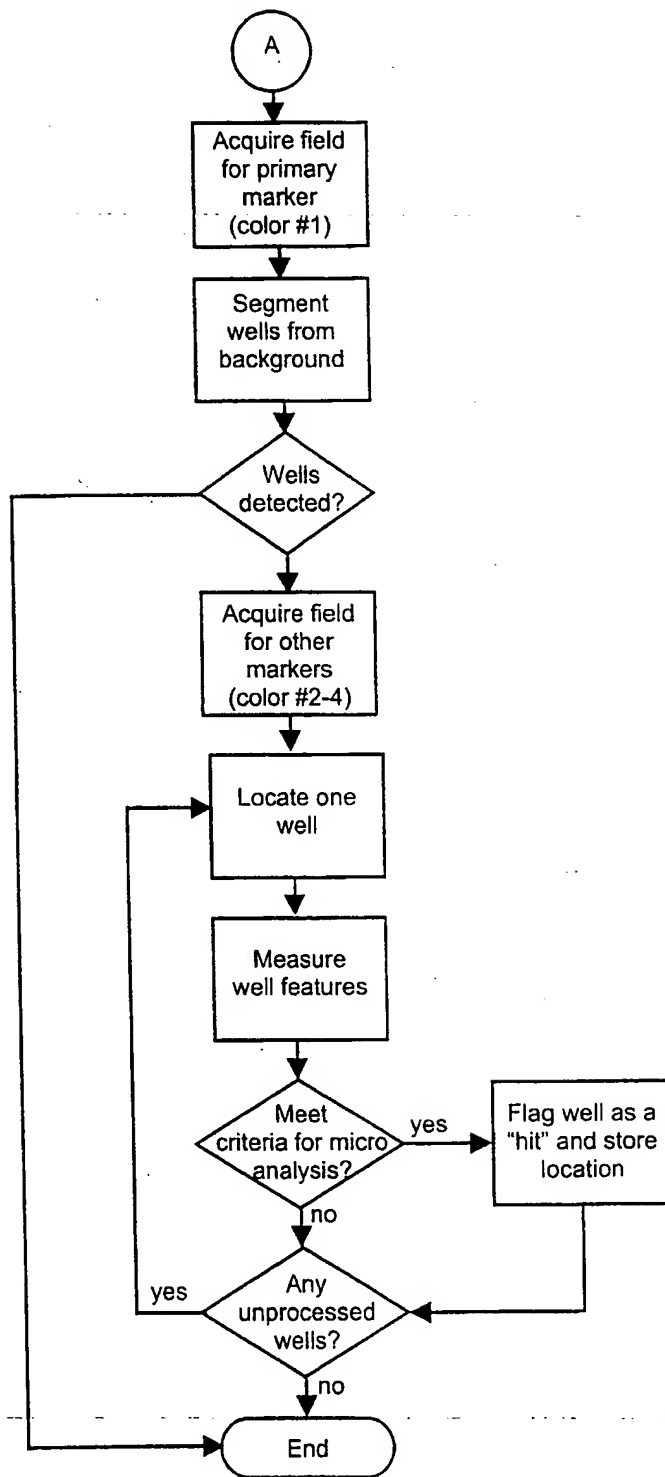 A
Acquire field
for primary
marker
(color #1)
Segment
wells from
background
Wells
detected?
Acquire field
for other
markers
(color #2-4)
Locate one
well
Measure
well features
Meet
criteria for micro
analysis?
yes
Flag well as a
“hit” and store
location
no
Any
unprocessed
wells?
yes
no
End